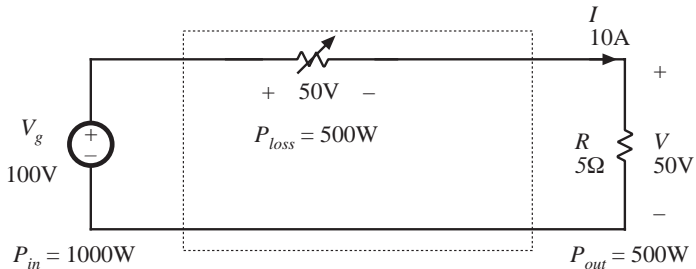 I
10A
+ 50V –
P_loss = 500W
V_g
100V
+
–
R
5Ω
+
V
50V
–
P_in = 1000W
P_out = 500W